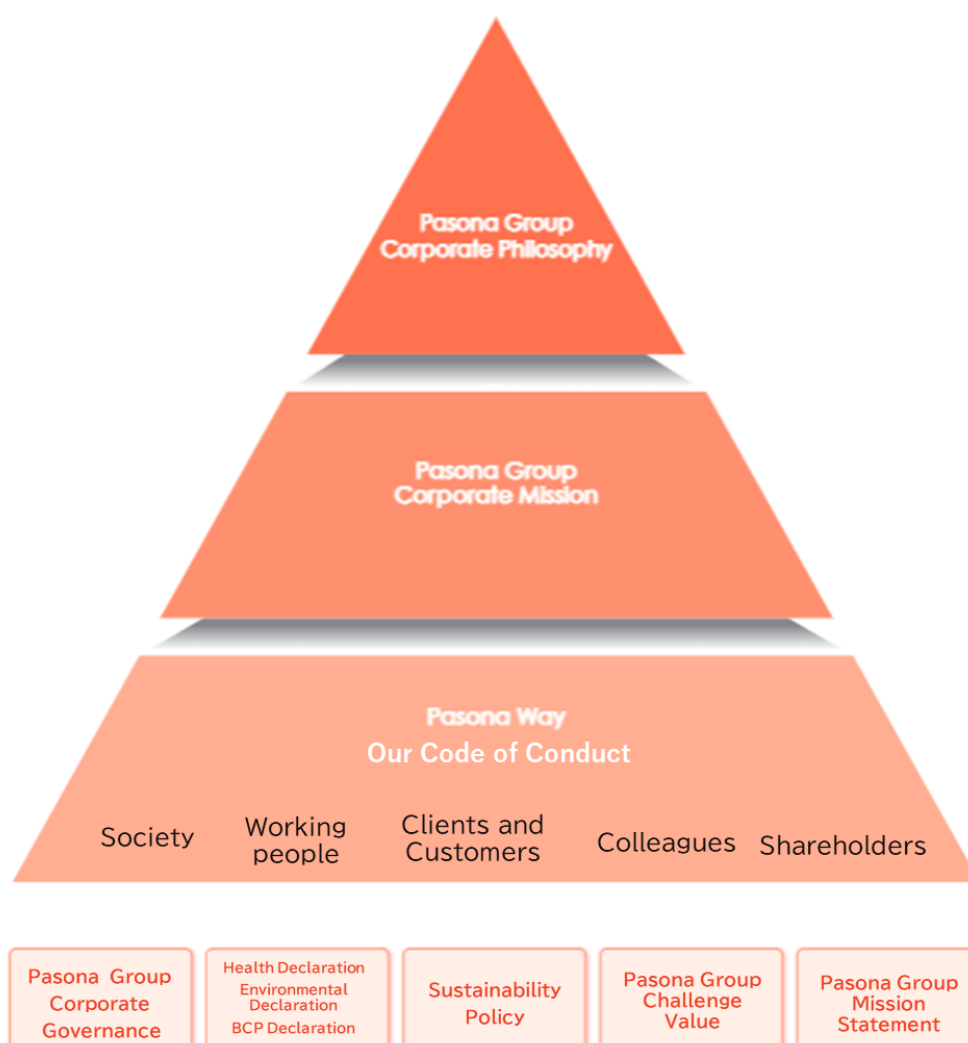 Pasona Group
Corporate Philosophy
Pasona Group
Corporate Mission
Pasona Way
Our Code of Conduct
Society
Working
people
Clients and
Customers
Colleagues
Shareholders
Pasona Group
Corporate
Governance
Health Declaration
Environmental
Declaration
BCP Declaration
Sustainability
Policy
Pasona Group
Challenge
Value
Pasona Group
Mission
Statement